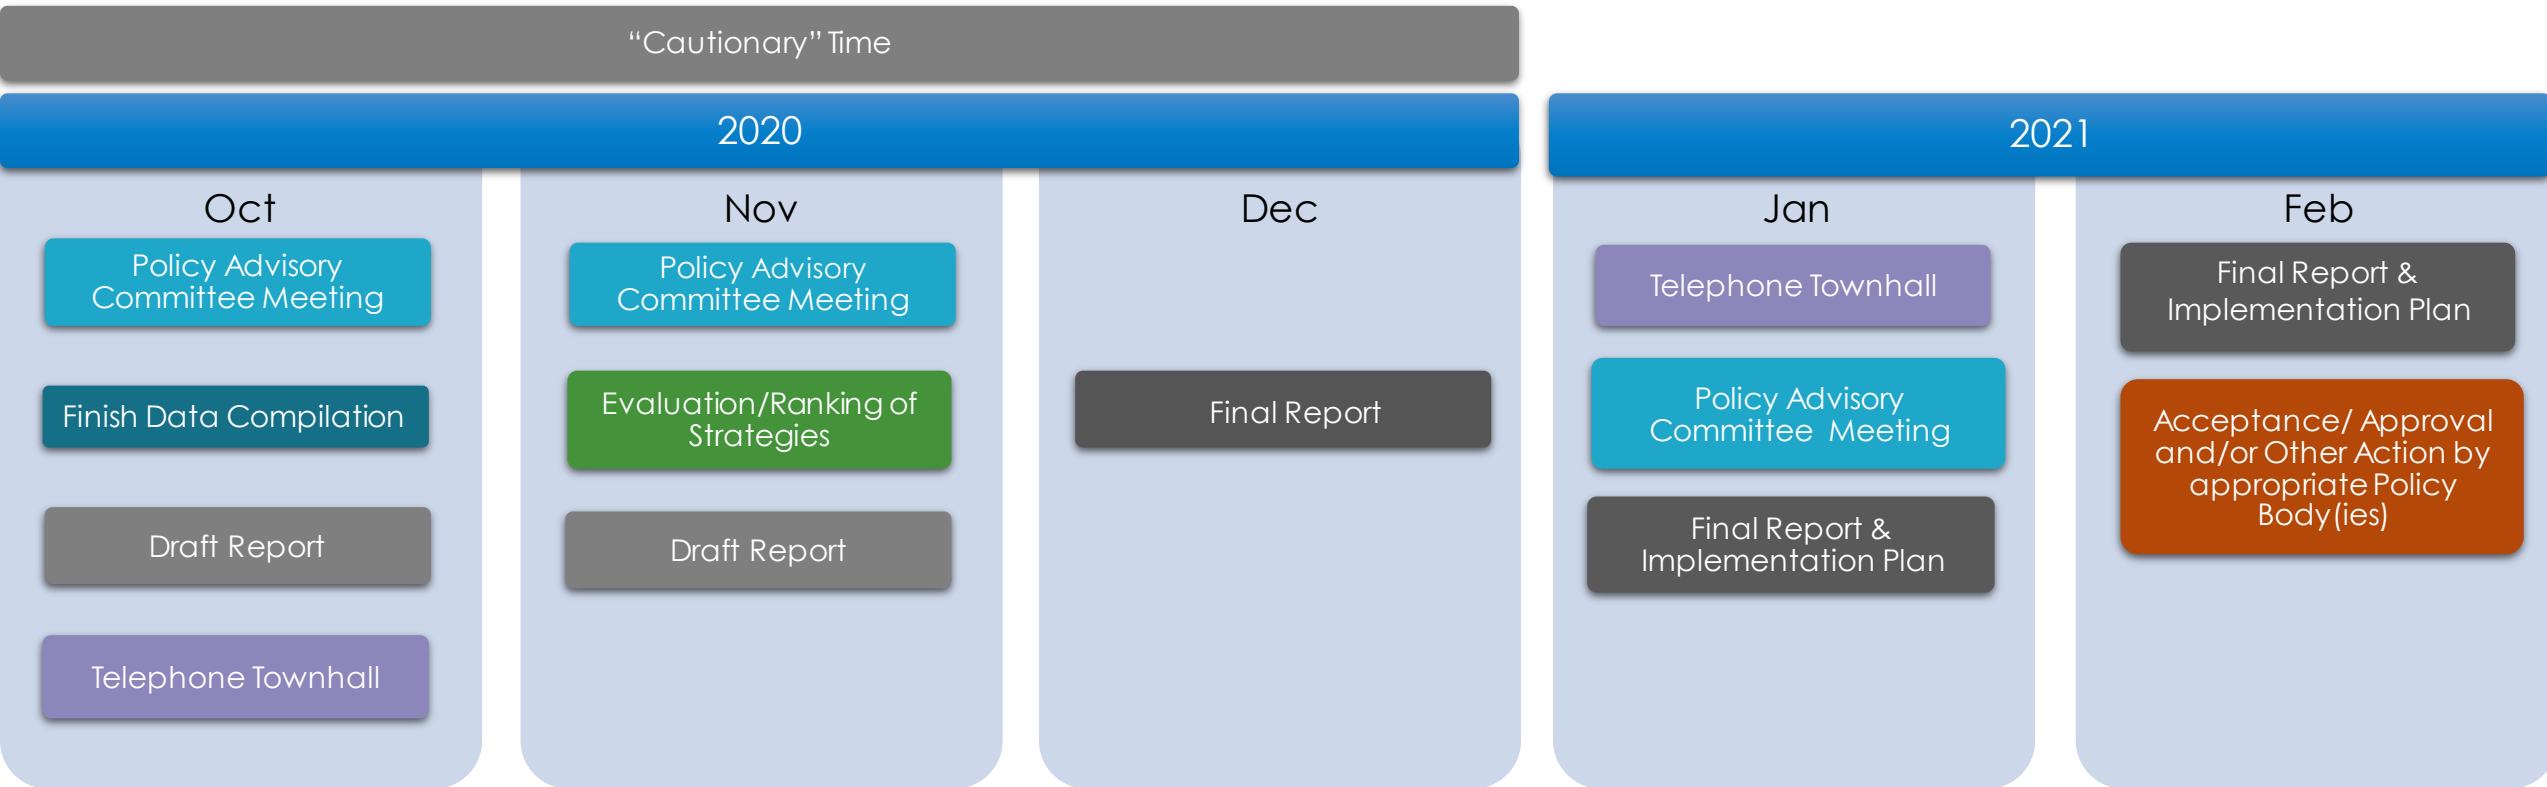 “Cautionary” Time
2020
2021
Oct
Policy Advisory
Committee Meeting
Finish Data Compilation
Draft Report
Telephone Townhall
Nov
Policy Advisory
Committee Meeting
Evaluation/Ranking of
Strategies
Draft Report
Dec
Final Report
Jan
Telephone Townhall
Policy Advisory
Committee Meeting
Final Report &
Implementation Plan
Feb
Final Report &
Implementation Plan
Acceptance/ Approval
and/or Other Action by
appropriate Policy
Body(ies)